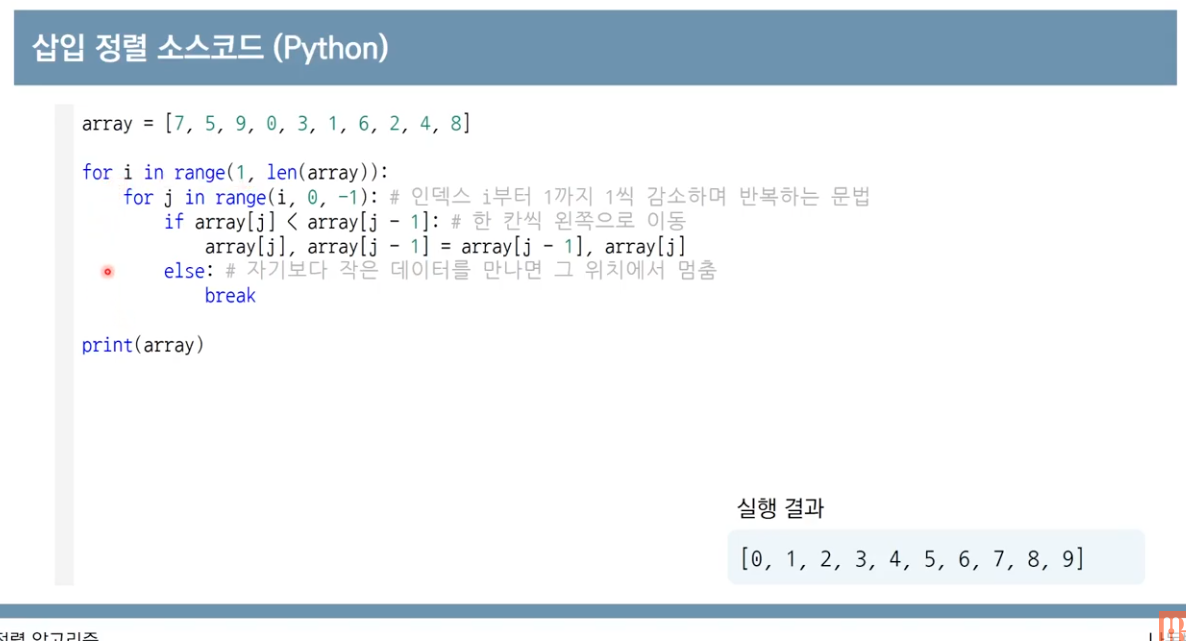 삽입 정렬 소스코드 (Python)
array = [7, 5, 9, 0, 3, 1, 6, 2, 4, 8]
for i in range(1, len(array)):
for j in range(i, 0, -1): # 인덱스 i부터 1까지 1씩 감소하며 반복하는 문법
if array[j] < array[j - 1]: # 한 칸씩 왼쪽으로 이동
array[j], array[j - 1] = array[j - 1], array[j]
else: # 자기보다 작은 데이터를 만나면 그 위치에서 멈춤
break
print(array)
실행 결과
[0, 1, 2, 3, 4, 5, 6, 7, 8, 9]
정렬 알고리즘